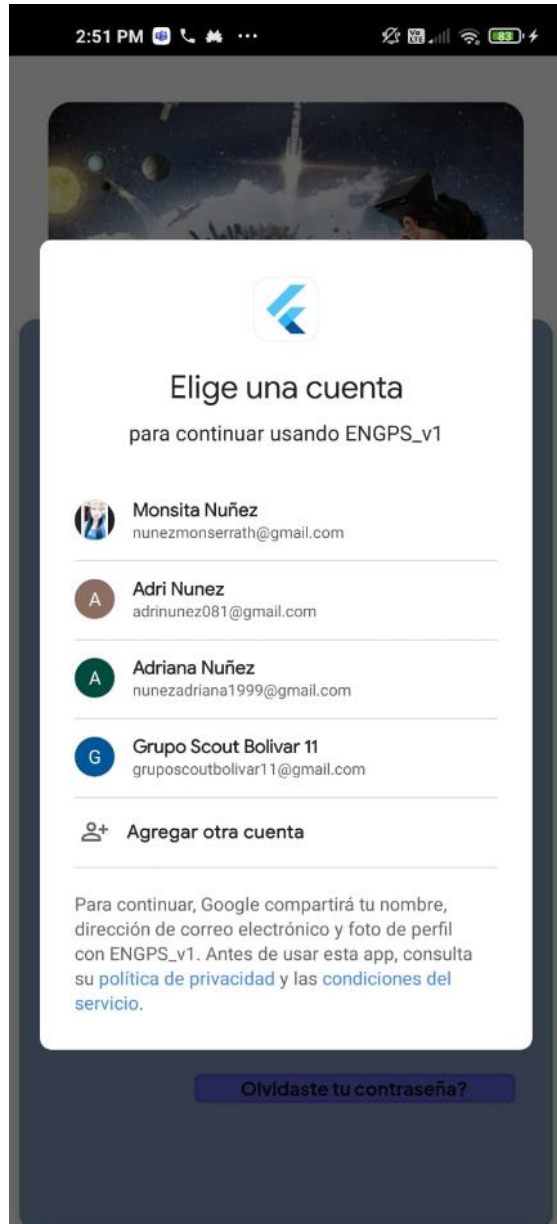 2:51 PM
Vo
LTE
83
Elige una cuenta
para continuar usando ENGPS_v1
Monsita Nuñez
nunezmonserrath@gmail.com
A
Adri Nunez
adrinunez081@gmail.com
A
Adriana Nuñez
nunezadriana1999@gmail.com
G
Grupo Scout Bolivar 11
gruposcoutbolivar11@gmail.com
Agregar otra cuenta
Para continuar, Google compartirá tu nombre,
dirección de correo electrónico y foto de perfil
con ENGPS_v1. Antes de usar esta app, consulta
su política de privacidad y las condiciones del
servicio.
Olvidaste tu contraseña?